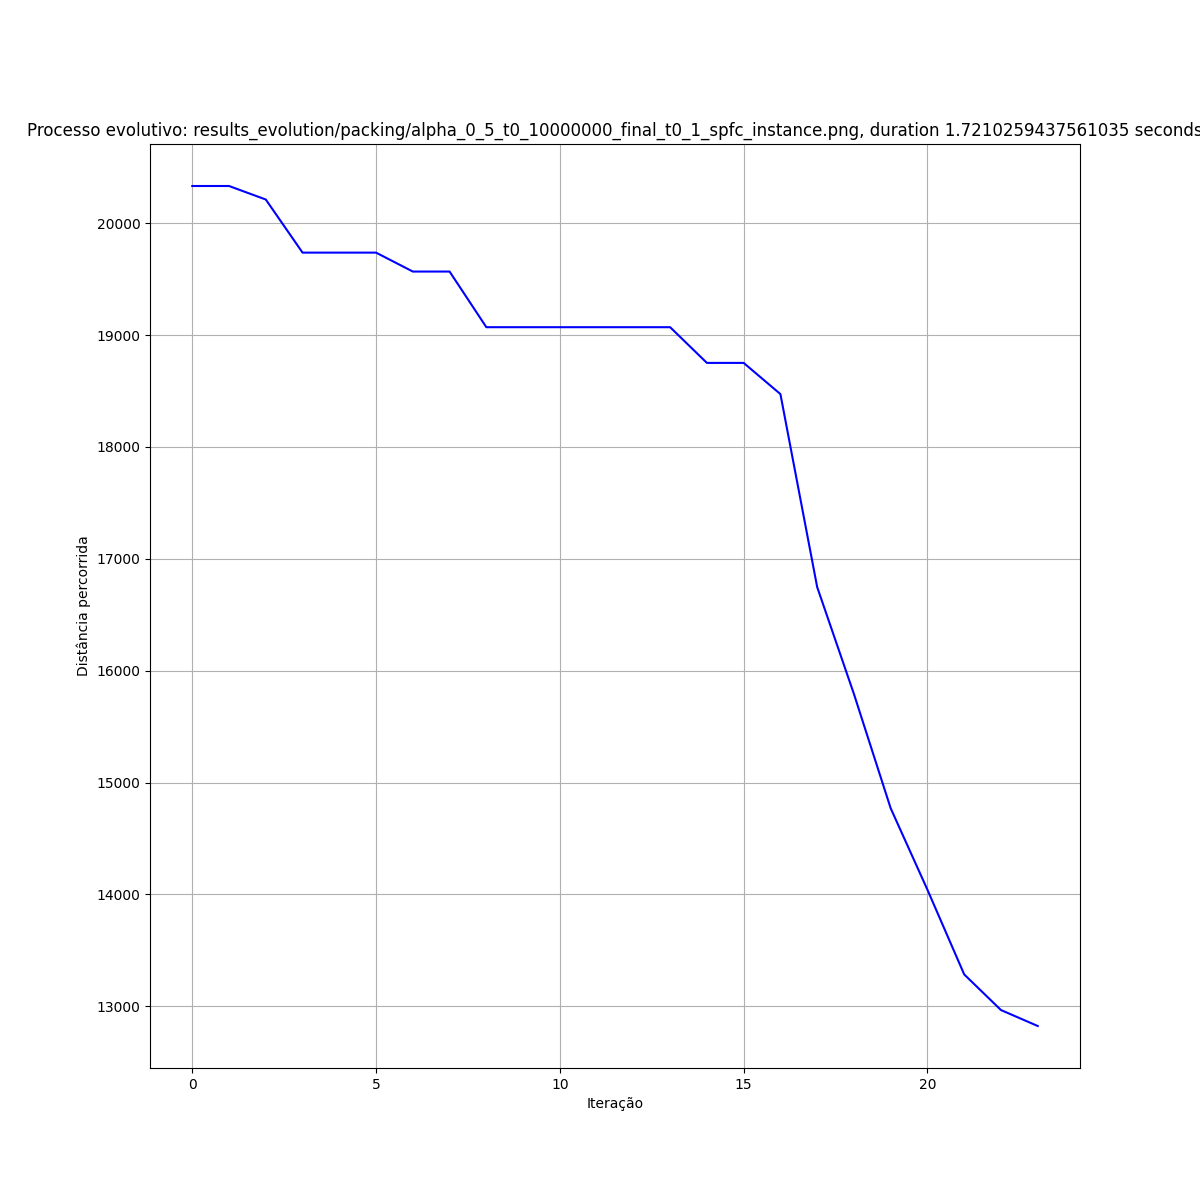 Processo evolutivo: results_evolution/packing/alpha_0_5_t0_10000000_final_t0_1_spfc_instance.png, duration 1.7210259437561035 seconds
20000
19000
18000
17000
16000
15000
14000
13000
Distância percorrida
0 5 10 15 20
Iteração